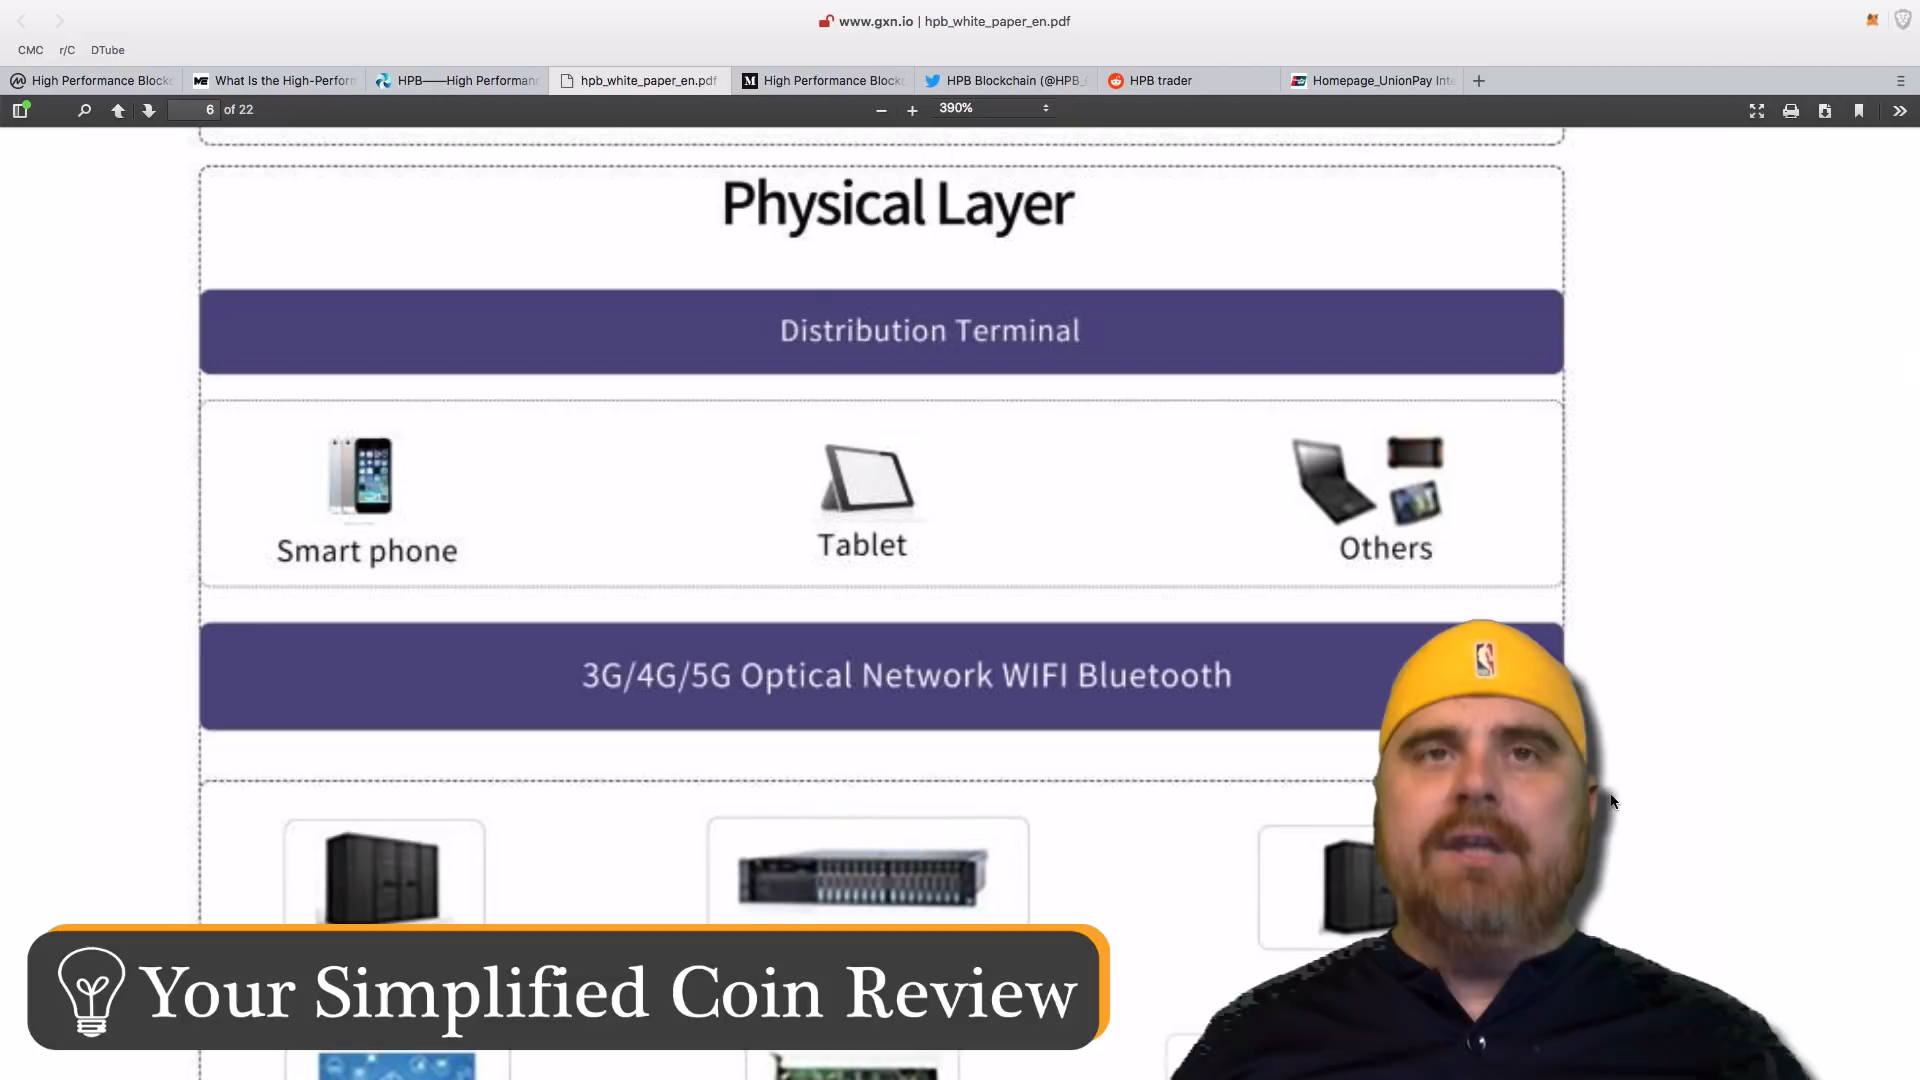 www.gxn.io | hpb_white_paper_en.pdf
CMC r/C DTube
High Performance Block
What Is the High-Perform
HPB——High Performan
hpb_white_paper_en.pdf
High Performance Block
HPB Blockchain (@HPB_
HPB trader
Homepage_UnionPay Int
6 of 22
390%
Physical Layer
Distribution Terminal
Smart phone
Tablet
Others
3G/4G/5G Optical Network WIFI Bluetooth
Your Simplified Coin Review